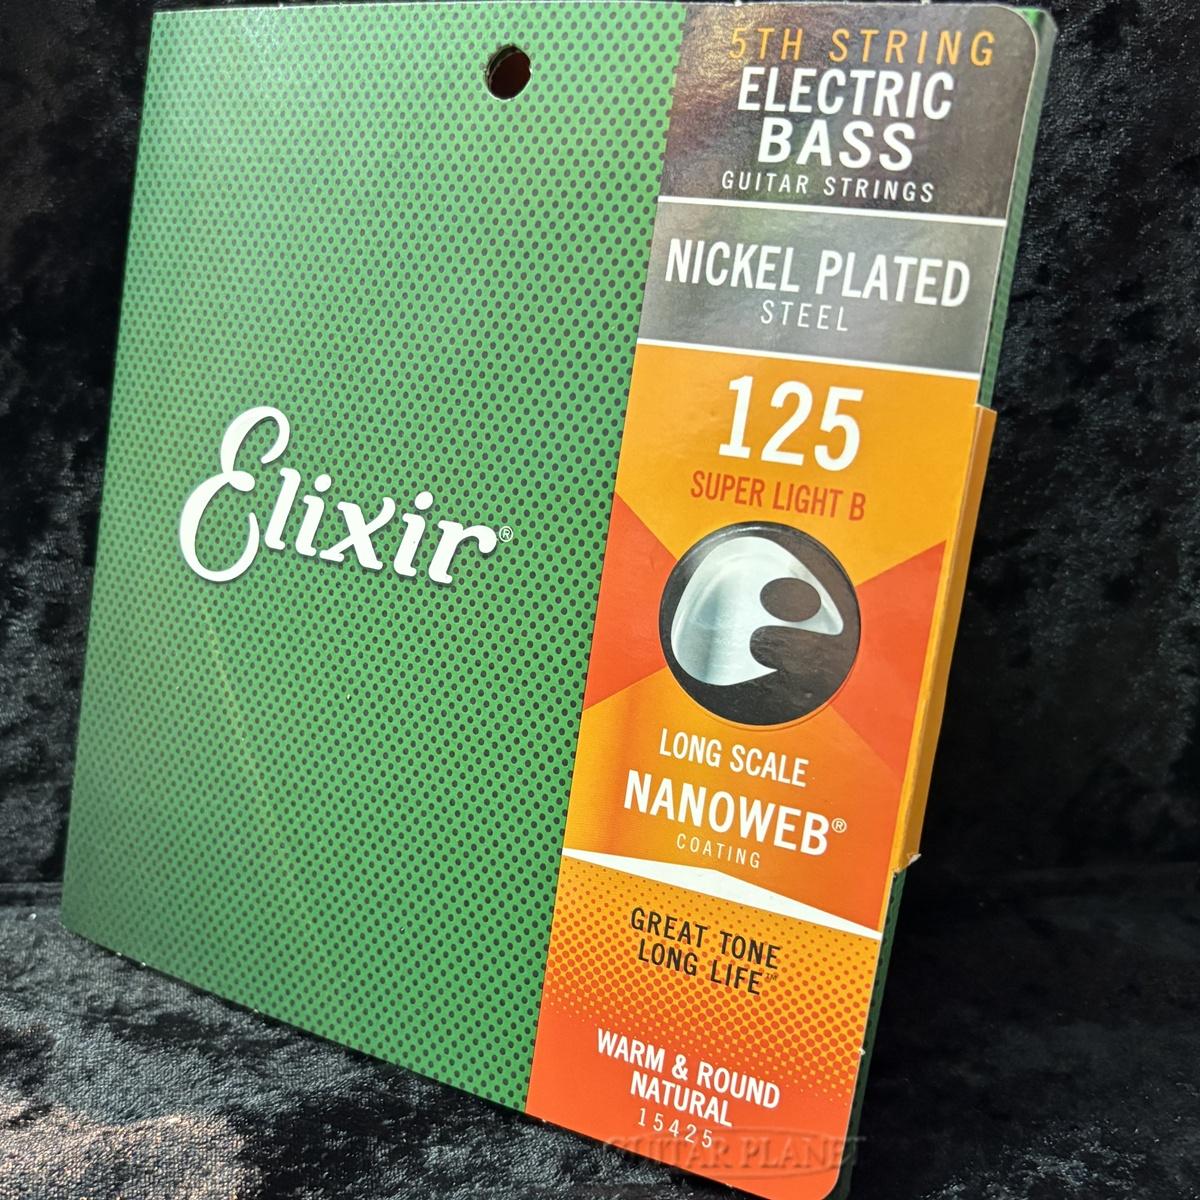 Elixir®
5TH STRING
ELECTRIC
BASS
GUITAR STRINGS
NICKEL PLATED
STEEL
125
SUPER LIGHT B
LONG SCALE
NANOWEB®
COATING
GREAT TONE
LONG LIFE™
WARM & ROUND
NATURAL
15425
GUITAR PLANET